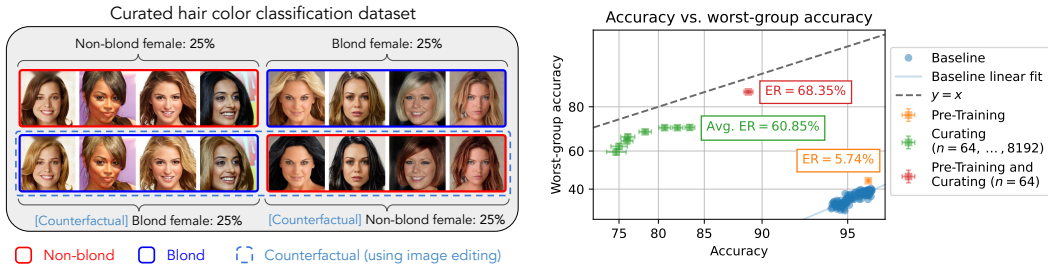 Curated hair color classification dataset
Non-blond female: 25%
Blond female: 25%
[Counterfactual] Blond female: 25%
[Counterfactual] Non-blond female: 25%
Non-blond
Blond
Counterfactual (using image editing)
Accuracy vs. worst-group accuracy
Worst-group accuracy
80
60
40
ER = 68.35%
Avg. ER = 60.85%
ER = 5.74%
75
80
85
90
95
Accuracy
Baseline
Baseline linear fit
y = x
Pre-Training
Curating
(n = 64, ... , 8192)
Pre-Training and
Curating (n = 64)